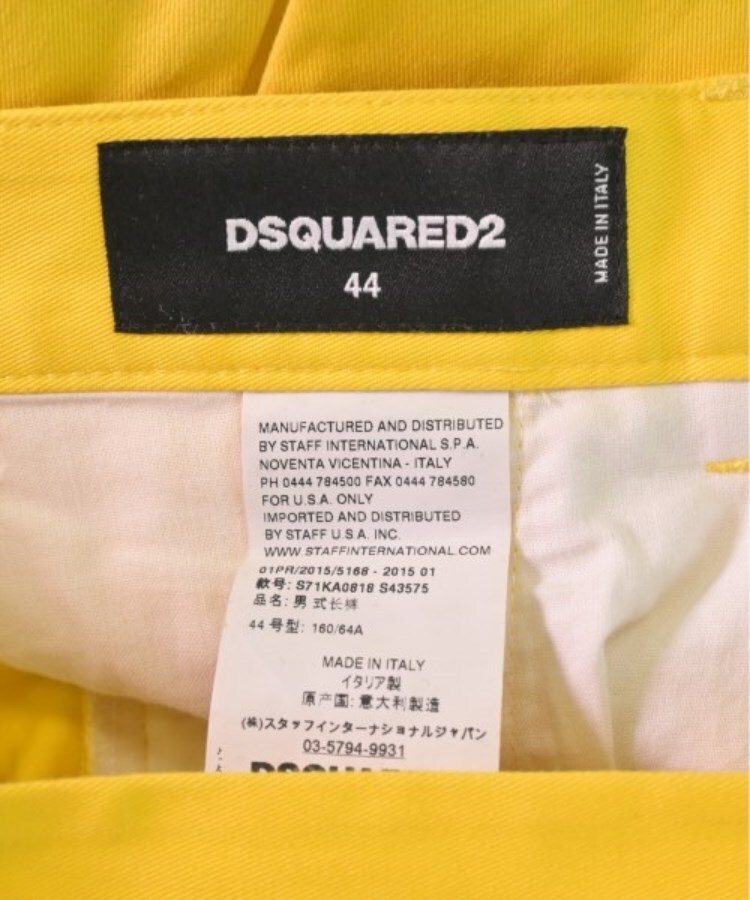 DSQUARED2
44
MADE IN ITALY
MANUFACTURED AND DISTRIBUTED
BY STAFF INTERNATIONAL S.P.A.
NOVENTA VICENTINA - ITALY
PH 0444 784500 FAX 0444 784580
FOR U.S.A. ONLY
IMPORTED AND DISTRIBUTED
BY STAFF U.S.A. INC.
WWW.STAFFINTERNATIONAL.COM
01PR/2015/5168 - 2015 01
款号: S71KA0818 S43575
品名: 男式长裤
44 号型: 160/64A
MADE IN ITALY
イタリア製
原产国: 意大利製造
(株)スタッフインターナショナルジャパン
03-5794-9931
DSQUARED